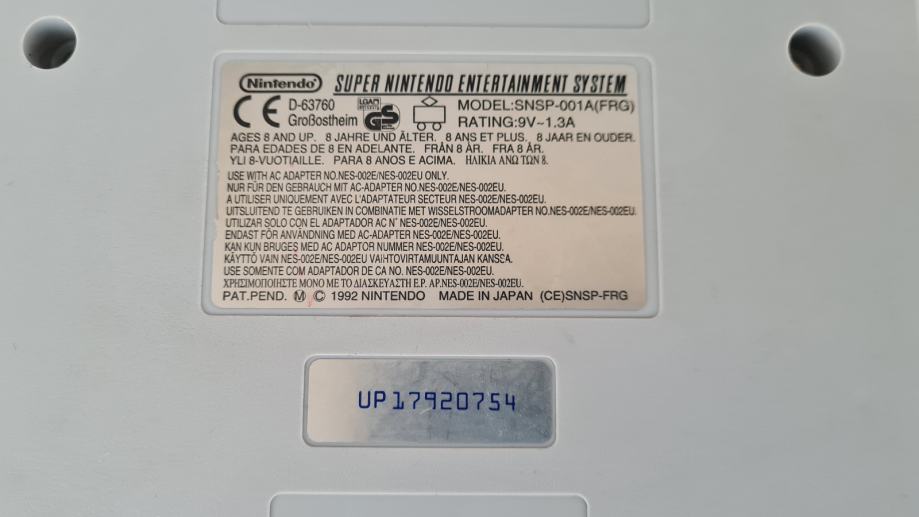 Nintendo SUPER NINTENDO ENTERTAINMENT SYSTEM
CE D-63760 LGAN GS MODEL:SNSP-001A(FRG)
Großostheim RATING:9V~1.3A
AGES 8 AND UP. 8 JAHRE UND ÄLTER. 8 ANS ET PLUS. 8 JAAR EN OUDER.
PARA EDADES DE 8 EN ADELANTE. FRÅN 8 ÅR. FRA 8 ÅR.
YLI 8-VUOTIAILLE. PARA 8 ANOS E ACIMA. ΗΛΙΚΙΑ ΑΝΩ ΤΩΝ 8.
USE WITH AC ADAPTER NO.NES-002E/NES-002EU ONLY.
NUR FÜR DEN GEBRAUCH MIT AC-ADAPTER NES-002E/NES-002EU.
A UTILISER UNIQUEMENT AVEC L'ADAPTATEUR SECTEUR NES-002E/NES-002EU.
UITSLUITEND TE GEBRUIKEN IN COMBINATIE MET WISSELSTROOMADAPTER NO.NES-002E/NES-002EU.
UTILIZAR SOLO CON EL ADAPTADOR AC N° NES-002E/NES-002EU.
ENDAST FÖR ANVÄNDNING MED AC-ADAPTER NES-002E/NES-002EU.
KAN KUN BRUGES MED AC ADAPTOR NUMMER NES-002E/NES-002EU.
KÄYTTÖ VAIN NES-002E/NES-002EU VAIHTOVIRTAMUUNTAJAN KANSSA.
USE SOMENTE COM ADAPTADOR DE CA NO. NES-002E/NES-002EU.
ΧΡΗΣΙΜΟΠΟΙΗΣΤΕ ΜΟΝΟ ΜΕ ΤΟ ΔΙΑΣΚΕΥΑΣΤΗ Ε.Ρ. ΑΡ.NES-002E/NES-002EU.
PAT.PEND. Ⓜ © 1992 NINTENDO MADE IN JAPAN (CE)SNSP-FRG
UP17920754